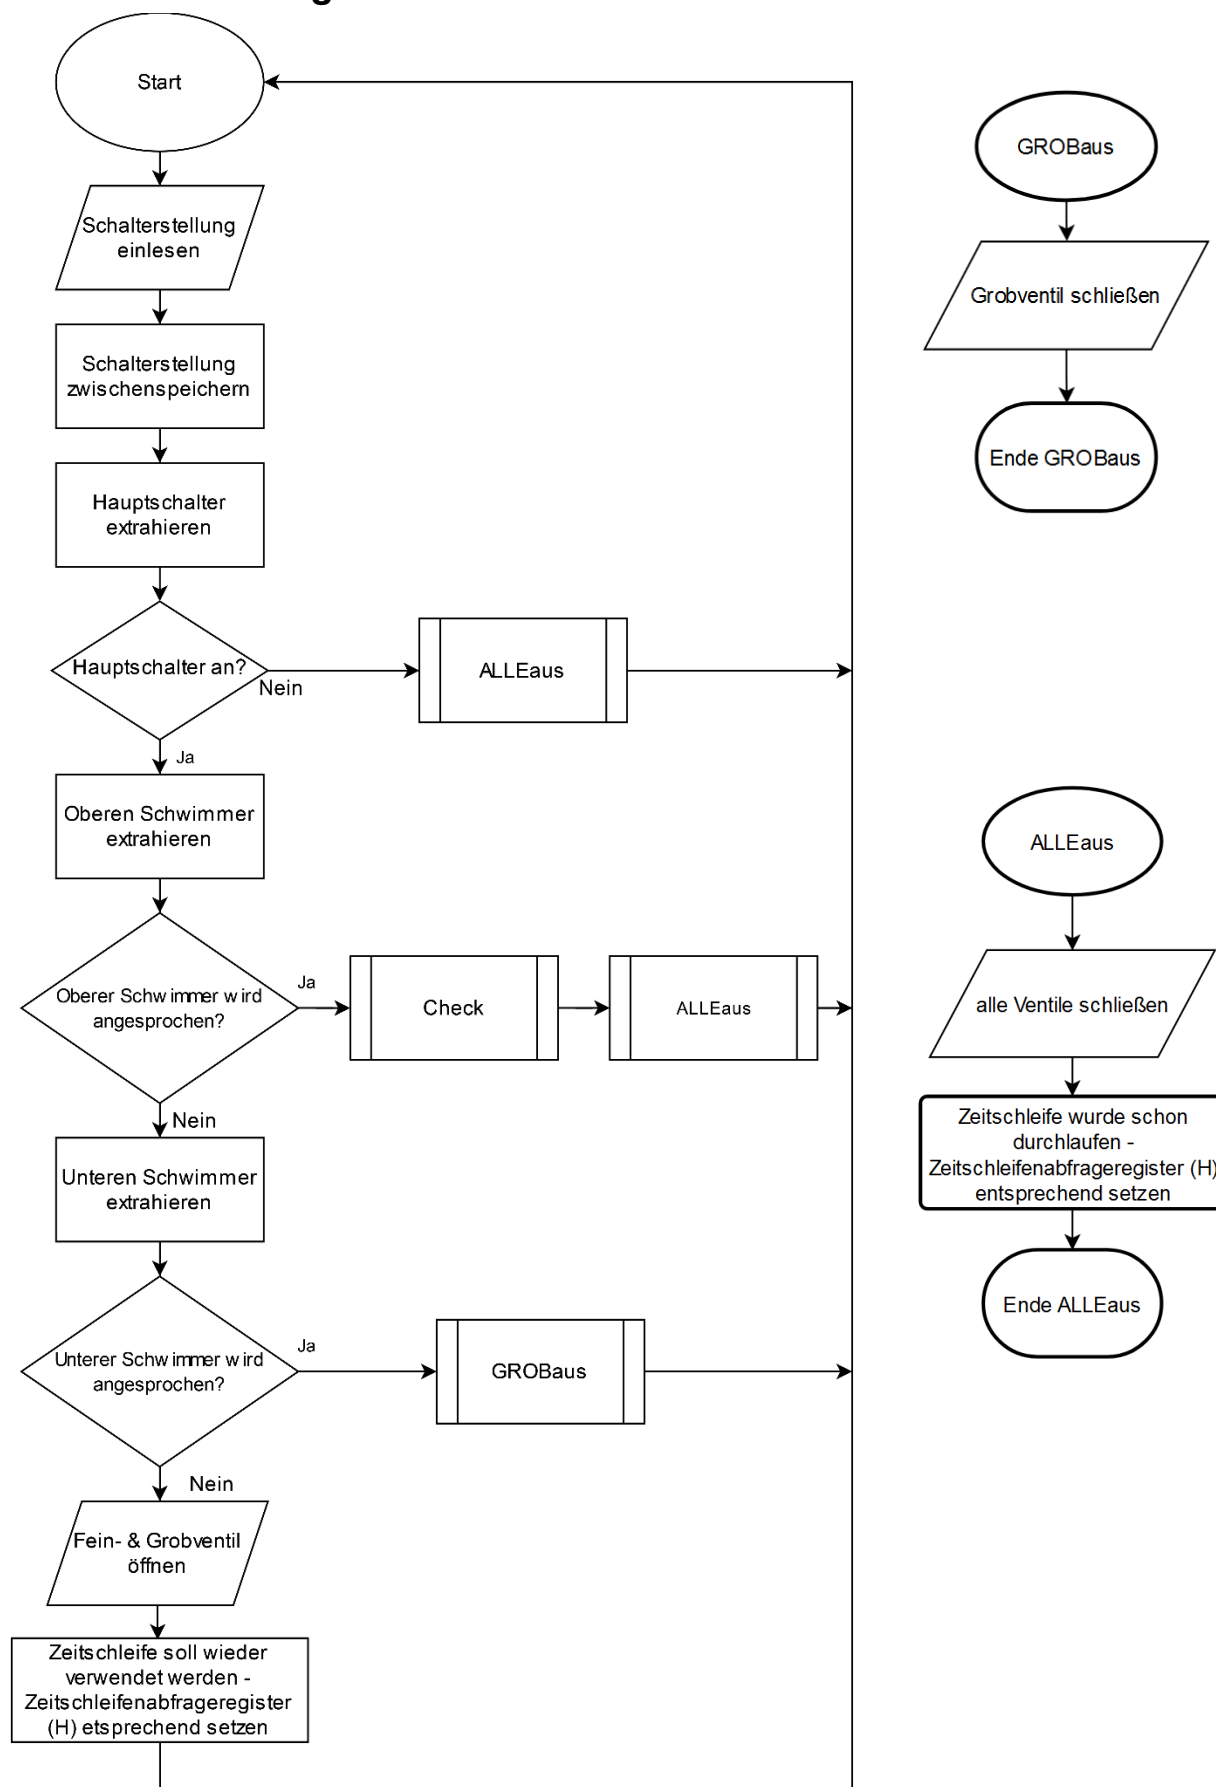 Start
Schalterstellung
einlesen
Schalterstellung
zwischenspeichern
Hauptschalter
extrahieren
Hauptschalter an?
Nein
ALLEaus
Ja
Oberen Schwimmer
extrahieren
Oberer Schwimmer wird
angesprochen?
Ja
Check
ALLEaus
Nein
Unteren Schwimmer
extrahieren
Unterer Schwimmer wird
angesprochen?
Ja
GROBaus
Nein
Fein- & Grobventil
öffnen
Zeitschleife soll wieder
verwendet werden -
Zeitschleifenabfrageregister
(H) etsprechend setzen
GROBaus
Grobventil schließen
Ende GROBaus
ALLEaus
alle Ventile schließen
Zeitschleife wurde schon
durchlaufen -
Zeitschleifenabfrageregister (H)
entsprechend setzen
Ende ALLEaus